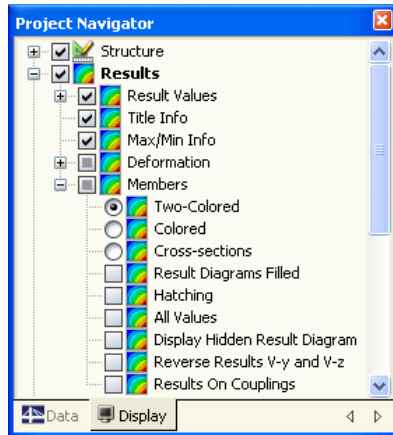 Project Navigator
Structure
Results
Result Values
Title Info
Max/Min Info
Deformation
Members
Two-Colored
Colored
Cross-sections
Result Diagrams Filled
Hatching
All Values
Display Hidden Result Diagram
Reverse Results V-y and V-z
Results On Couplings
Data Display